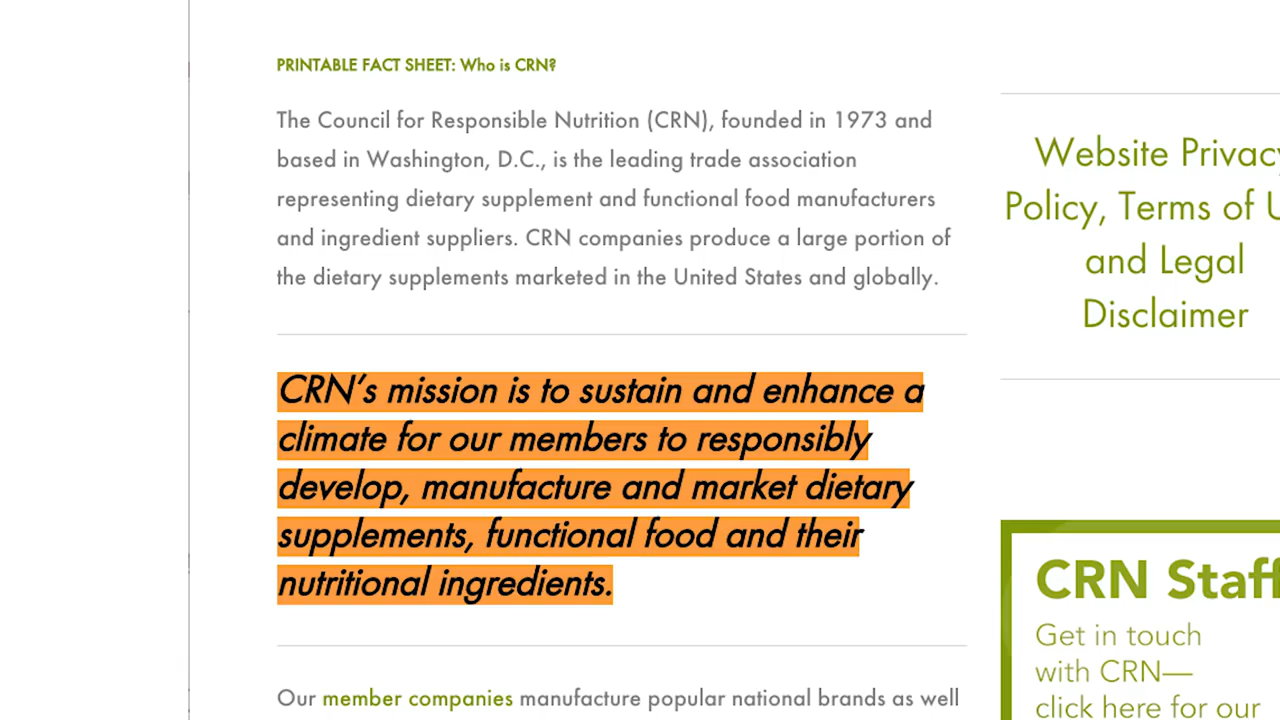 PRINTABLE FACT SHEET: Who is CRN?
The Council for Responsible Nutrition (CRN), founded in 1973 and
based in Washington, D.C., is the leading trade association
representing dietary supplement and functional food manufacturers
and ingredient suppliers. CRN companies produce a large portion of
the dietary supplements marketed in the United States and globally.
CRN's mission is to sustain and enhance a
climate for our members to responsibly
develop, manufacture and market dietary
supplements, functional food and their
nutritional ingredients.
Our member companies manufacture popular national brands as well
Website Privacy
Policy, Terms of U
and Legal
Disclaimer
CRN Staff
Get in touch
with CRN—
click here for our